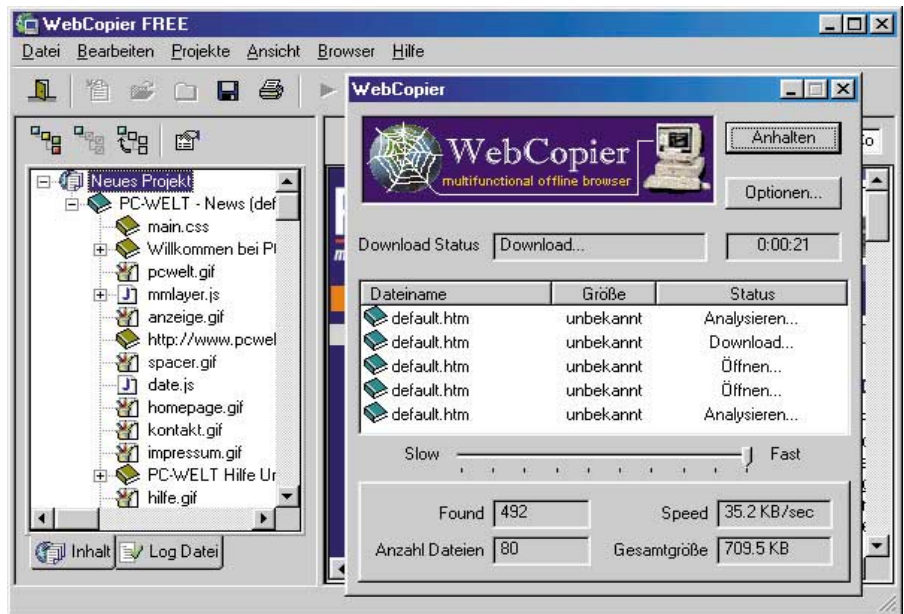 WebCopier FREE
Datei Bearbeiten Projekte Ansicht Browser Hilfe
Neues Projekt
PC-WELT - News (def
main.css
Willkommen bei P
pcwelt.gif
mmlayer.js
anzeige.gif
http://www.pcwel
spacer.gif
date.js
homepage.gif
kontakt.gif
impressum.gif
PC-WELT Hilfe Ur
hilfe.gif
Inhalt Log Datei
WebCopier
WebCopier
multifunctional offline browser
Anhalten
Optionen...
Download Status Download... 0:00:21
Dateiname Größe Status
default.htm unbekannt Analysieren...
default.htm unbekannt Download...
default.htm unbekannt Öffnen...
default.htm unbekannt Öffnen...
default.htm unbekannt Analysieren...
Slow Fast
Found 492 Speed 35.2 KB/sec
Anzahl Dateien 80 Gesamtgröße 709.5 KB